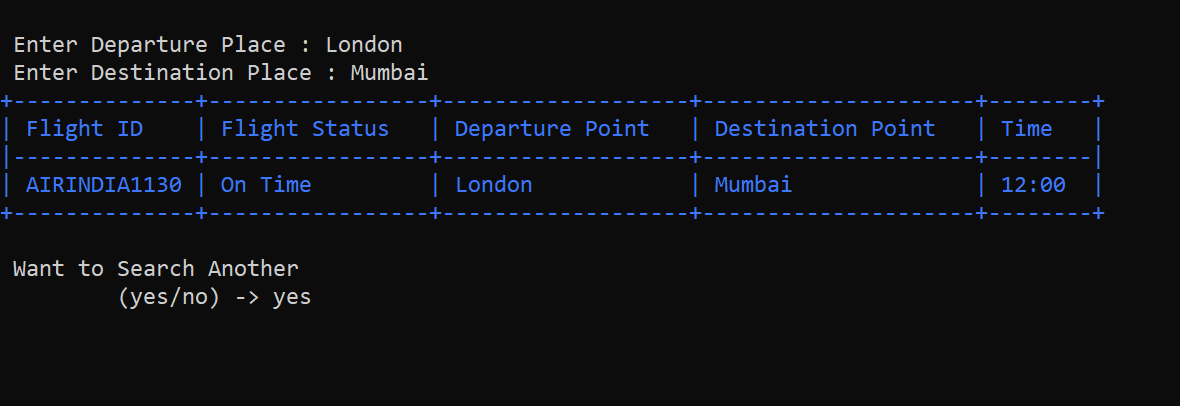 Enter Departure Place : London
Enter Destination Place : Mumbai
+--------------+-----------------+-------------------+---------------------+--------+
| Flight ID    | Flight Status   | Departure Point   | Destination Point   | Time   |
|--------------+-----------------+-------------------+---------------------+--------|
| AIRINDIA1130 | On Time         | London            | Mumbai              | 12:00  |
+--------------+-----------------+-------------------+---------------------+--------+
Want to Search Another
(yes/no) -> yes